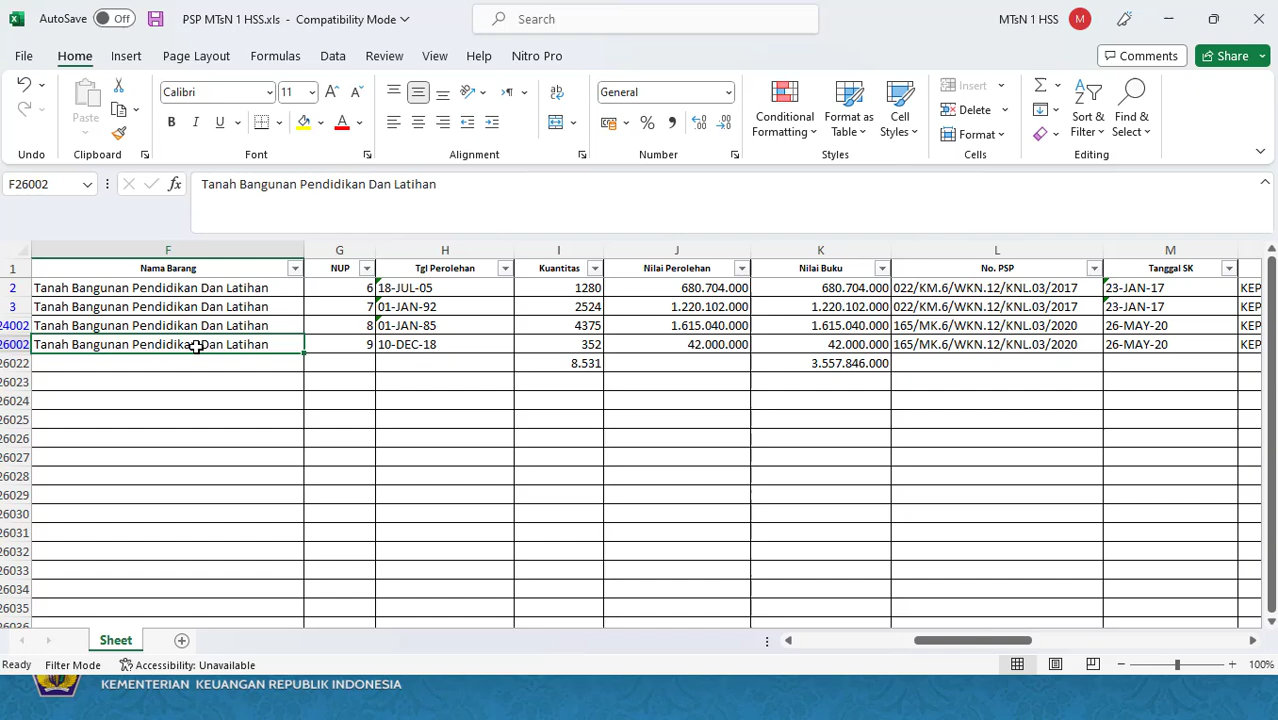 AutoSave Off PSP MTsN 1 HSS.xls - Compatibility Mode Search MTsN 1 HSS M
File Home Insert Page Layout Formulas Data Review View Help Nitro Pro Comments Share
Paste Calibri 11 General Conditional Formatting Format as Table Cell Styles Insert Delete Format Sort & Filter Find & Select
Undo Clipboard Font Alignment Number Styles Cells Editing
F26002 fx Tanah Bangunan Pendidikan Dan Latihan
F G H I J K L M
1 Nama Barang NUP Tgl Perolehan Kuantitas Nilai Perolehan Nilai Buku No. PSP Tanggal SK
2 Tanah Bangunan Pendidikan Dan Latihan 6 18-JUL-05 1280 680.704.000 680.704.000 022/KM.6/WKN.12/KNL.03/2017 23-JAN-17 KEP
3 Tanah Bangunan Pendidikan Dan Latihan 7 01-JAN-92 2524 1.220.102.000 1.220.102.000 022/KM.6/WKN.12/KNL.03/2017 23-JAN-17 KEP
24002 Tanah Bangunan Pendidikan Dan Latihan 8 01-JAN-85 4375 1.615.040.000 1.615.040.000 165/MK.6/WKN.12/KNL.03/2020 26-MAY-20 KEP
26002 Tanah Bangunan Pendidikan Dan Latihan 9 10-DEC-18 352 42.000.000 42.000.000 165/MK.6/WKN.12/KNL.03/2020 26-MAY-20 KEP
26022 8.531 3.557.846.000
26023
26024
26025
26026
26027
26028
26029
26030
26031
26032
26033
26034
26035
26036
Sheet
Ready Filter Mode Accessibility: Unavailable 100%
KEMENTERIAN KEUANGAN REPUBLIK INDONESIA